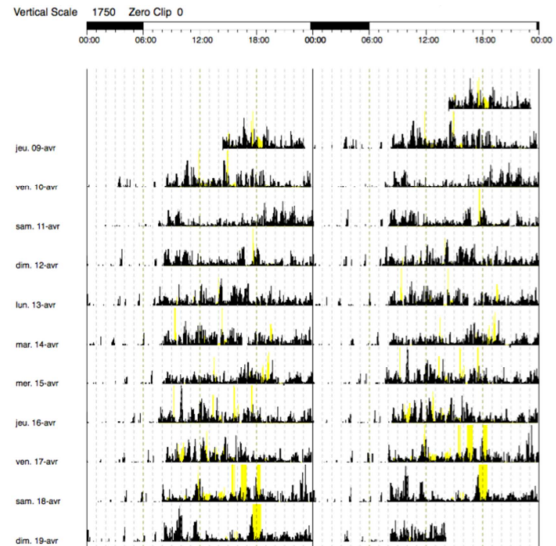 Vertical Scale 1750 Zero Clip 0
00:00 06:00 12:00 18:00 00:00 06:00 12:00 18:00 00:00
jeu. 09-avr
ven. 10-avr
sam. 11-avr
dim. 12-avr
lun. 13-avr
mar. 14-avr
mer. 15-avr
jeu. 16-avr
ven. 17-avr
sam. 18-avr
dim. 19-avr